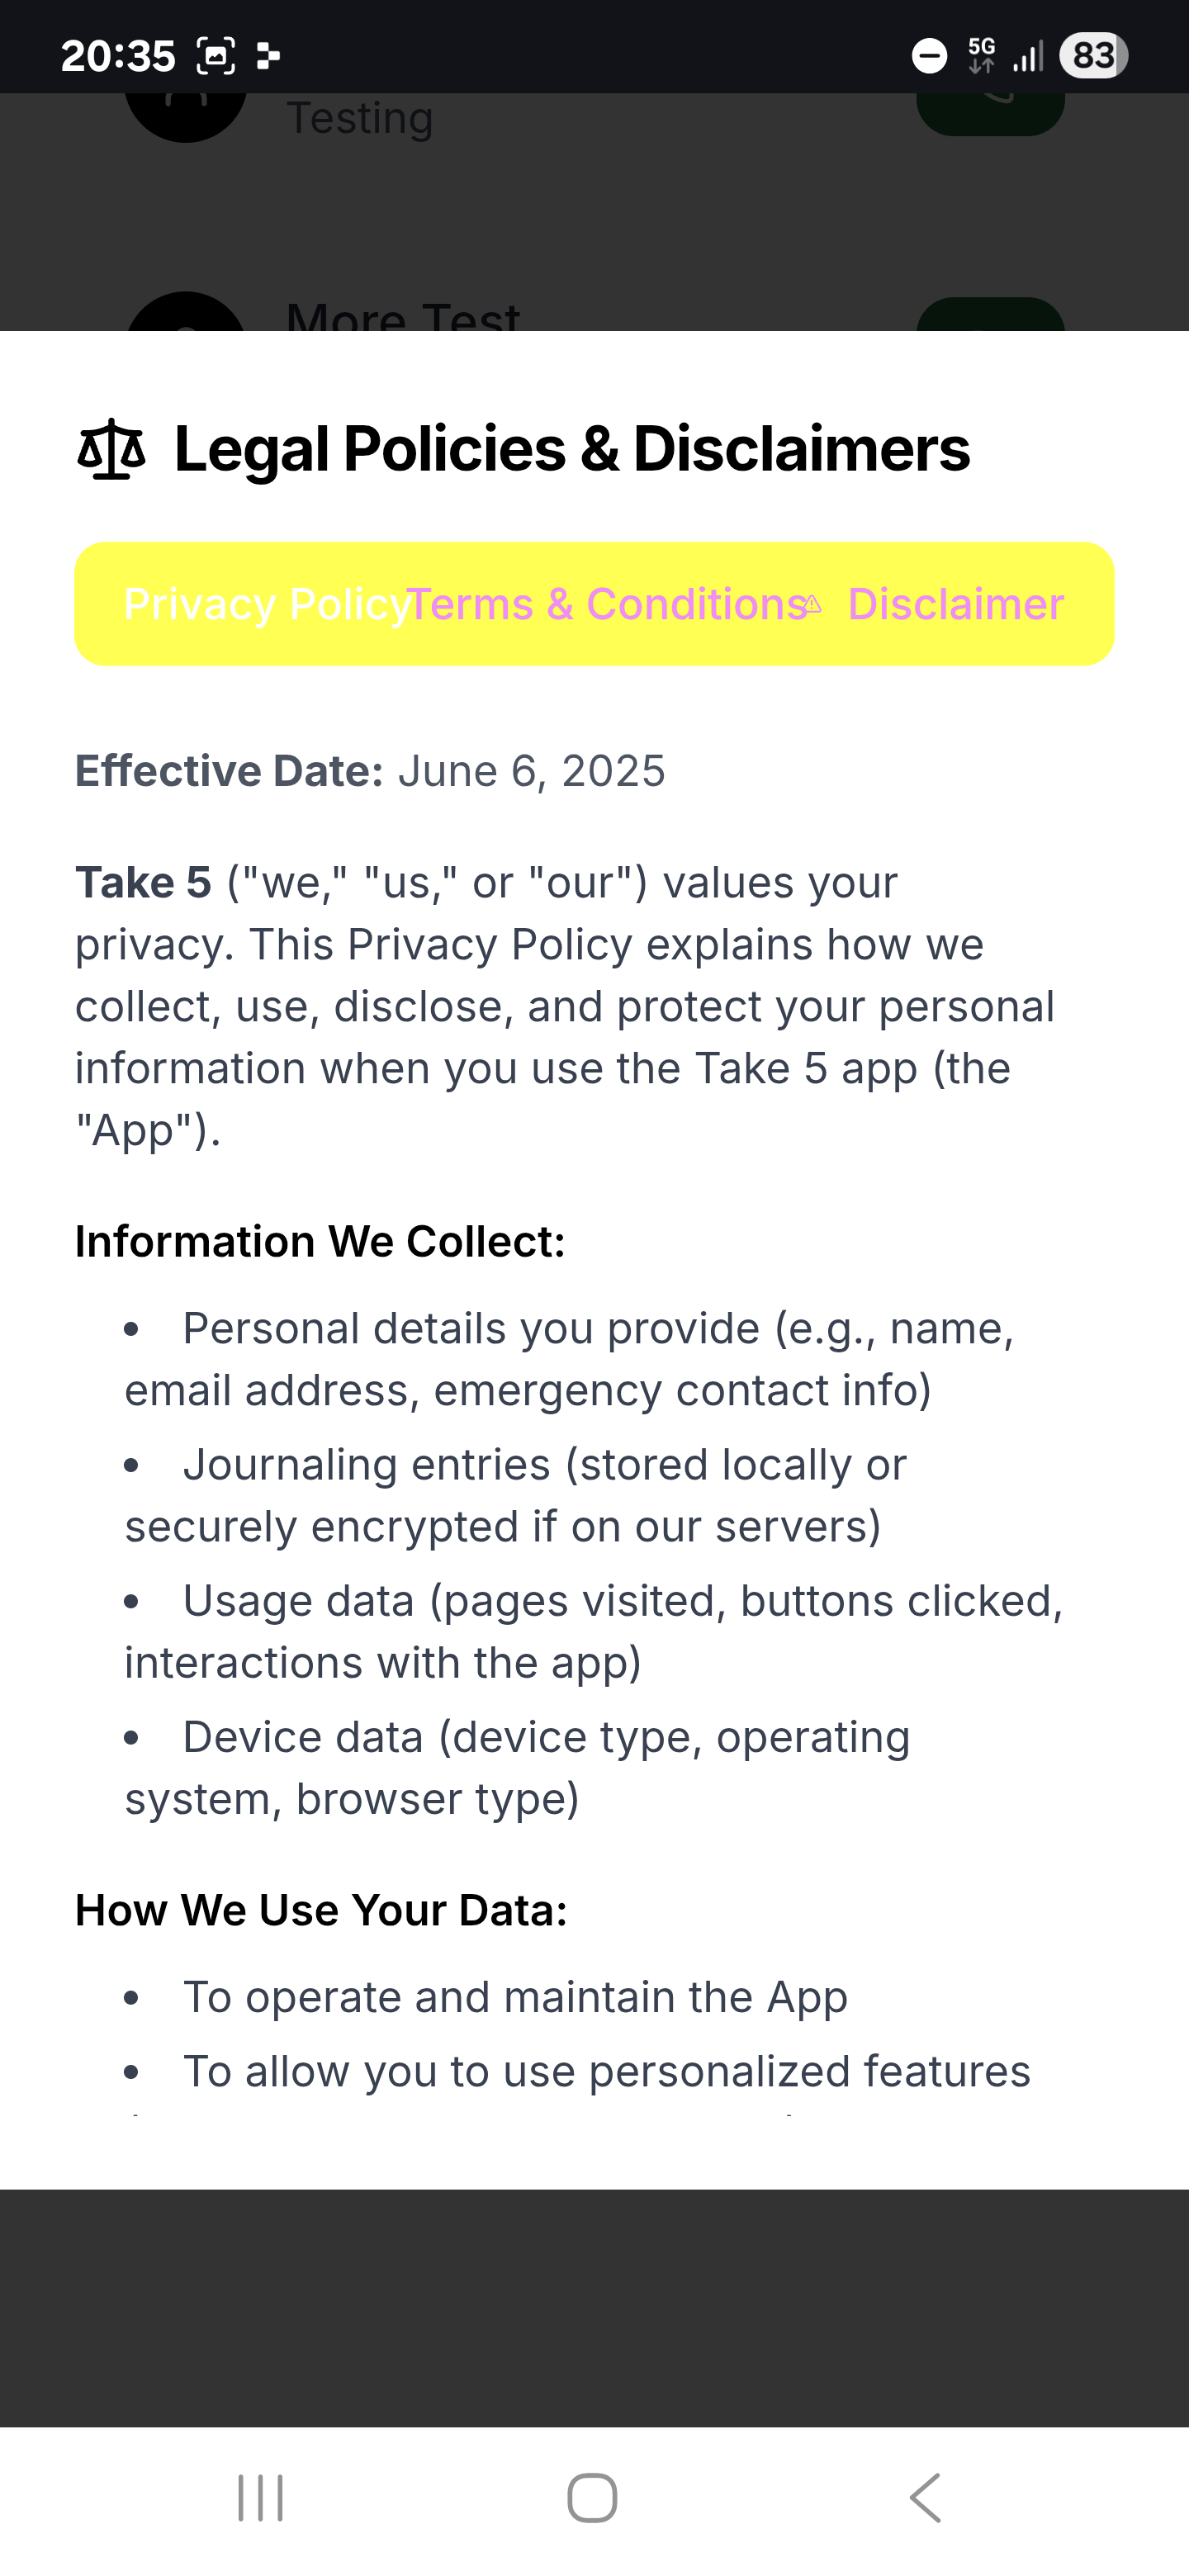 20:35
5G
83
Testing
More Test
Legal Policies & Disclaimers
Privacy Policy Terms & Conditions Disclaimer
Effective Date: June 6, 2025
Take 5 ("we," "us," or "our") values your
privacy. This Privacy Policy explains how we
collect, use, disclose, and protect your personal
information when you use the Take 5 app (the
"App").
Information We Collect:
• Personal details you provide (e.g., name,
email address, emergency contact info)
• Journaling entries (stored locally or
securely encrypted if on our servers)
• Usage data (pages visited, buttons clicked,
interactions with the app)
• Device data (device type, operating
system, browser type)
How We Use Your Data:
• To operate and maintain the App
• To allow you to use personalized features